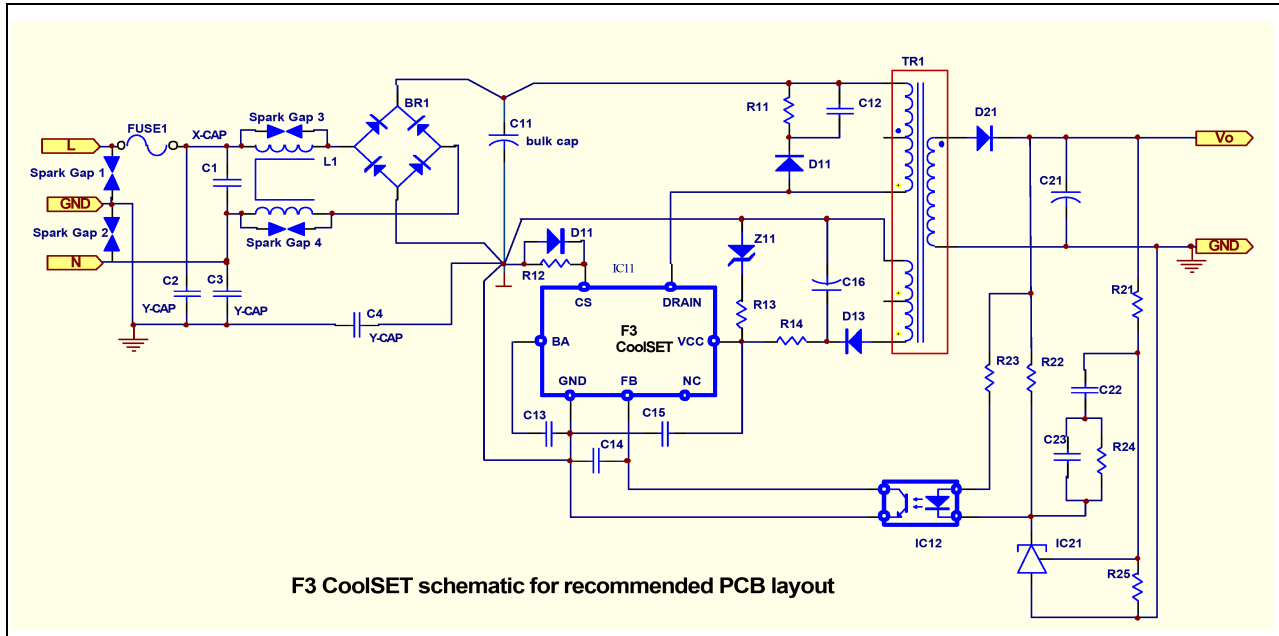 TR1
BR1
Spark Gap 3
FUSE1
X-CAP
L
C1
L1
Spark Gap 1
GND
Spark Gap 2
Spark Gap 4
N
C2
C3
Y-CAP
Y-CAP
C4
Y-CAP
C11
bulk cap
R11
C12
D11
D21
Vo
C21
GND
D11
R12
IC11
CS
DRAIN
F3
CoolSET
BA
VCC
GND
FB
NC
Z11
R13
C16
R14
D13
C13
C14
C15
R21
R23
R22
C22
C23
R24
IC12
IC21
R25
F3 CoolSET schematic for recommended PCB layout